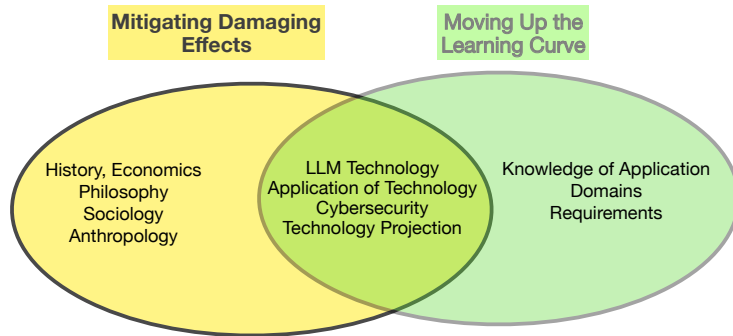 Mitigating Damaging
Effects
Moving Up the
Learning Curve
History, Economics
Philosophy
Sociology
Anthropology
LLM Technology
Application of Technology
Cybersecurity
Technology Projection
Knowledge of Application
Domains
Requirements